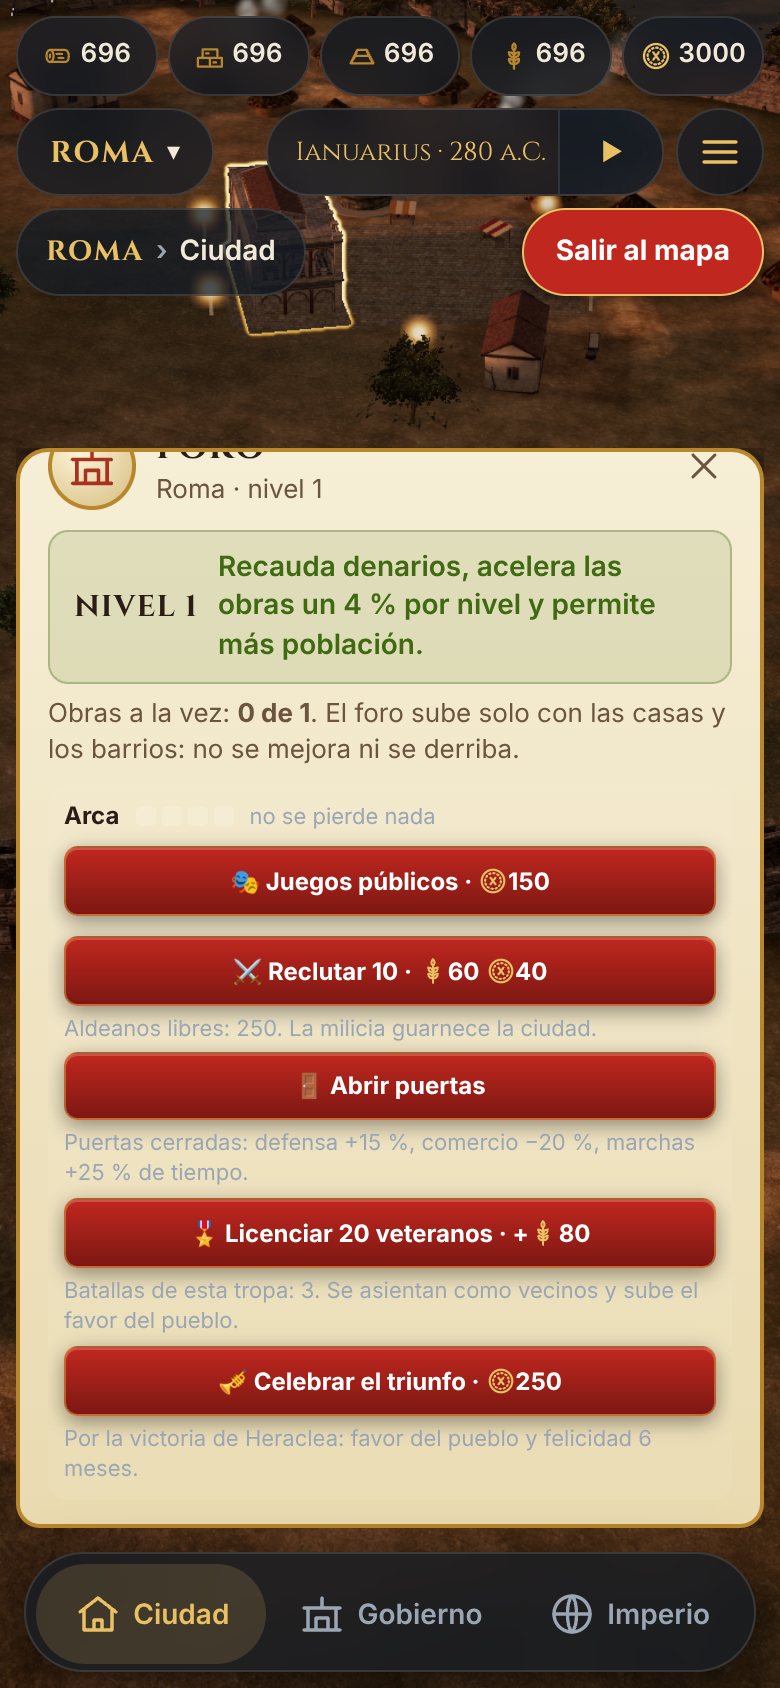 696 696 696 696 3000
ROMA ▾ IANUARIUS · 280 A.C.
ROMA › Ciudad Salir al mapa
FORO
Roma · nivel 1
NIVEL 1
Recauda denarios, acelera las
obras un 4 % por nivel y permite
más población.
Obras a la vez: 0 de 1. El foro sube solo con las casas y
los barrios: no se mejora ni se derriba.
Arca no se pierde nada
Juegos públicos · 150
Reclutar 10 · 60 40
Aldeanos libres: 250. La milicia guarnece la ciudad.
Abrir puertas
Puertas cerradas: defensa +15 %, comercio −20 %, marchas
+25 % de tiempo.
Licenciar 20 veteranos · + 80
Batallas de esta tropa: 3. Se asientan como vecinos y sube el
favor del pueblo.
Celebrar el triunfo · 250
Por la victoria de Heraclea: favor del pueblo y felicidad 6
meses.
Ciudad Gobierno Imperio